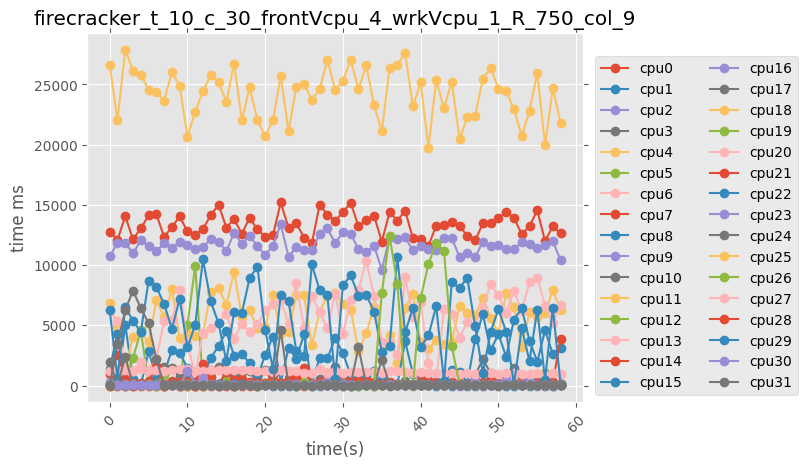 firecracker_t_10_c_30_frontVcpu_4_wrkVcpu_1_R_750_col_9
time ms
25000
20000
15000
10000
5000
0
0
10
20
30
40
50
60
time(s)
cpu0
cpu1
cpu2
cpu3
cpu4
cpu5
cpu6
cpu7
cpu8
cpu9
cpu10
cpu11
cpu12
cpu13
cpu14
cpu15
cpu16
cpu17
cpu18
cpu19
cpu20
cpu21
cpu22
cpu23
cpu24
cpu25
cpu26
cpu27
cpu28
cpu29
cpu30
cpu31